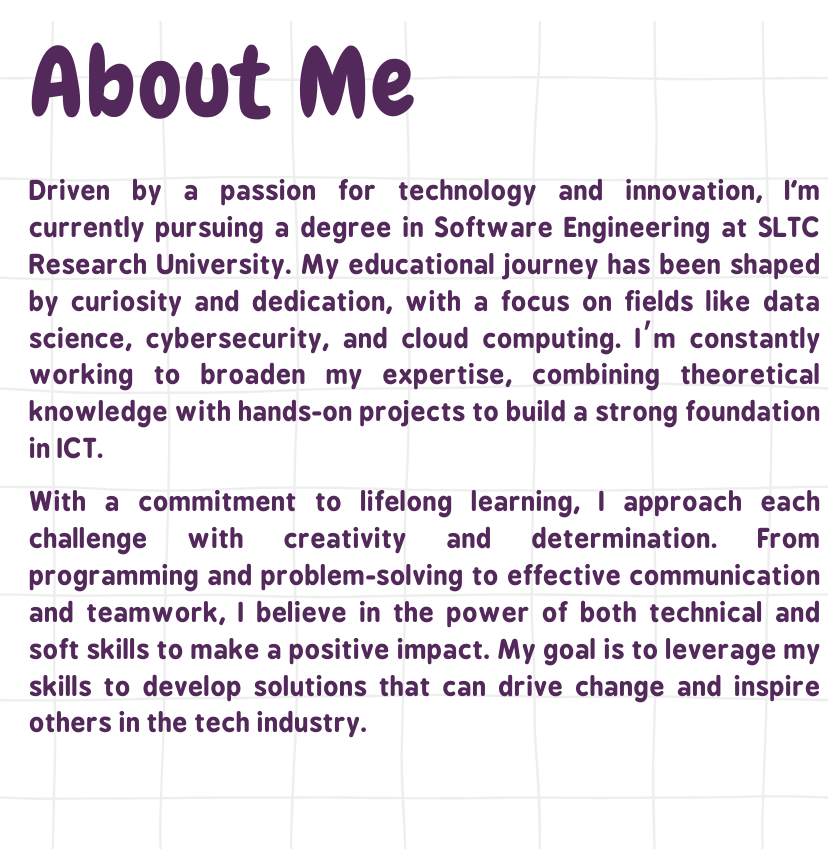 About Me
Driven by a passion for technology and innovation, I'm
currently pursuing a degree in Software Engineering at SLTC
Research University. My educational journey has been shaped
by curiosity and dedication, with a focus on fields like data
science, cybersecurity, and cloud computing. I'm constantly
working to broaden my expertise, combining theoretical
knowledge with hands-on projects to build a strong foundation
in ICT.
With a commitment to lifelong learning, I approach each
challenge with creativity and determination. From
programming and problem-solving to effective communication
and teamwork, I believe in the power of both technical and
soft skills to make a positive impact. My goal is to leverage my
skills to develop solutions that can drive change and inspire
others in the tech industry.